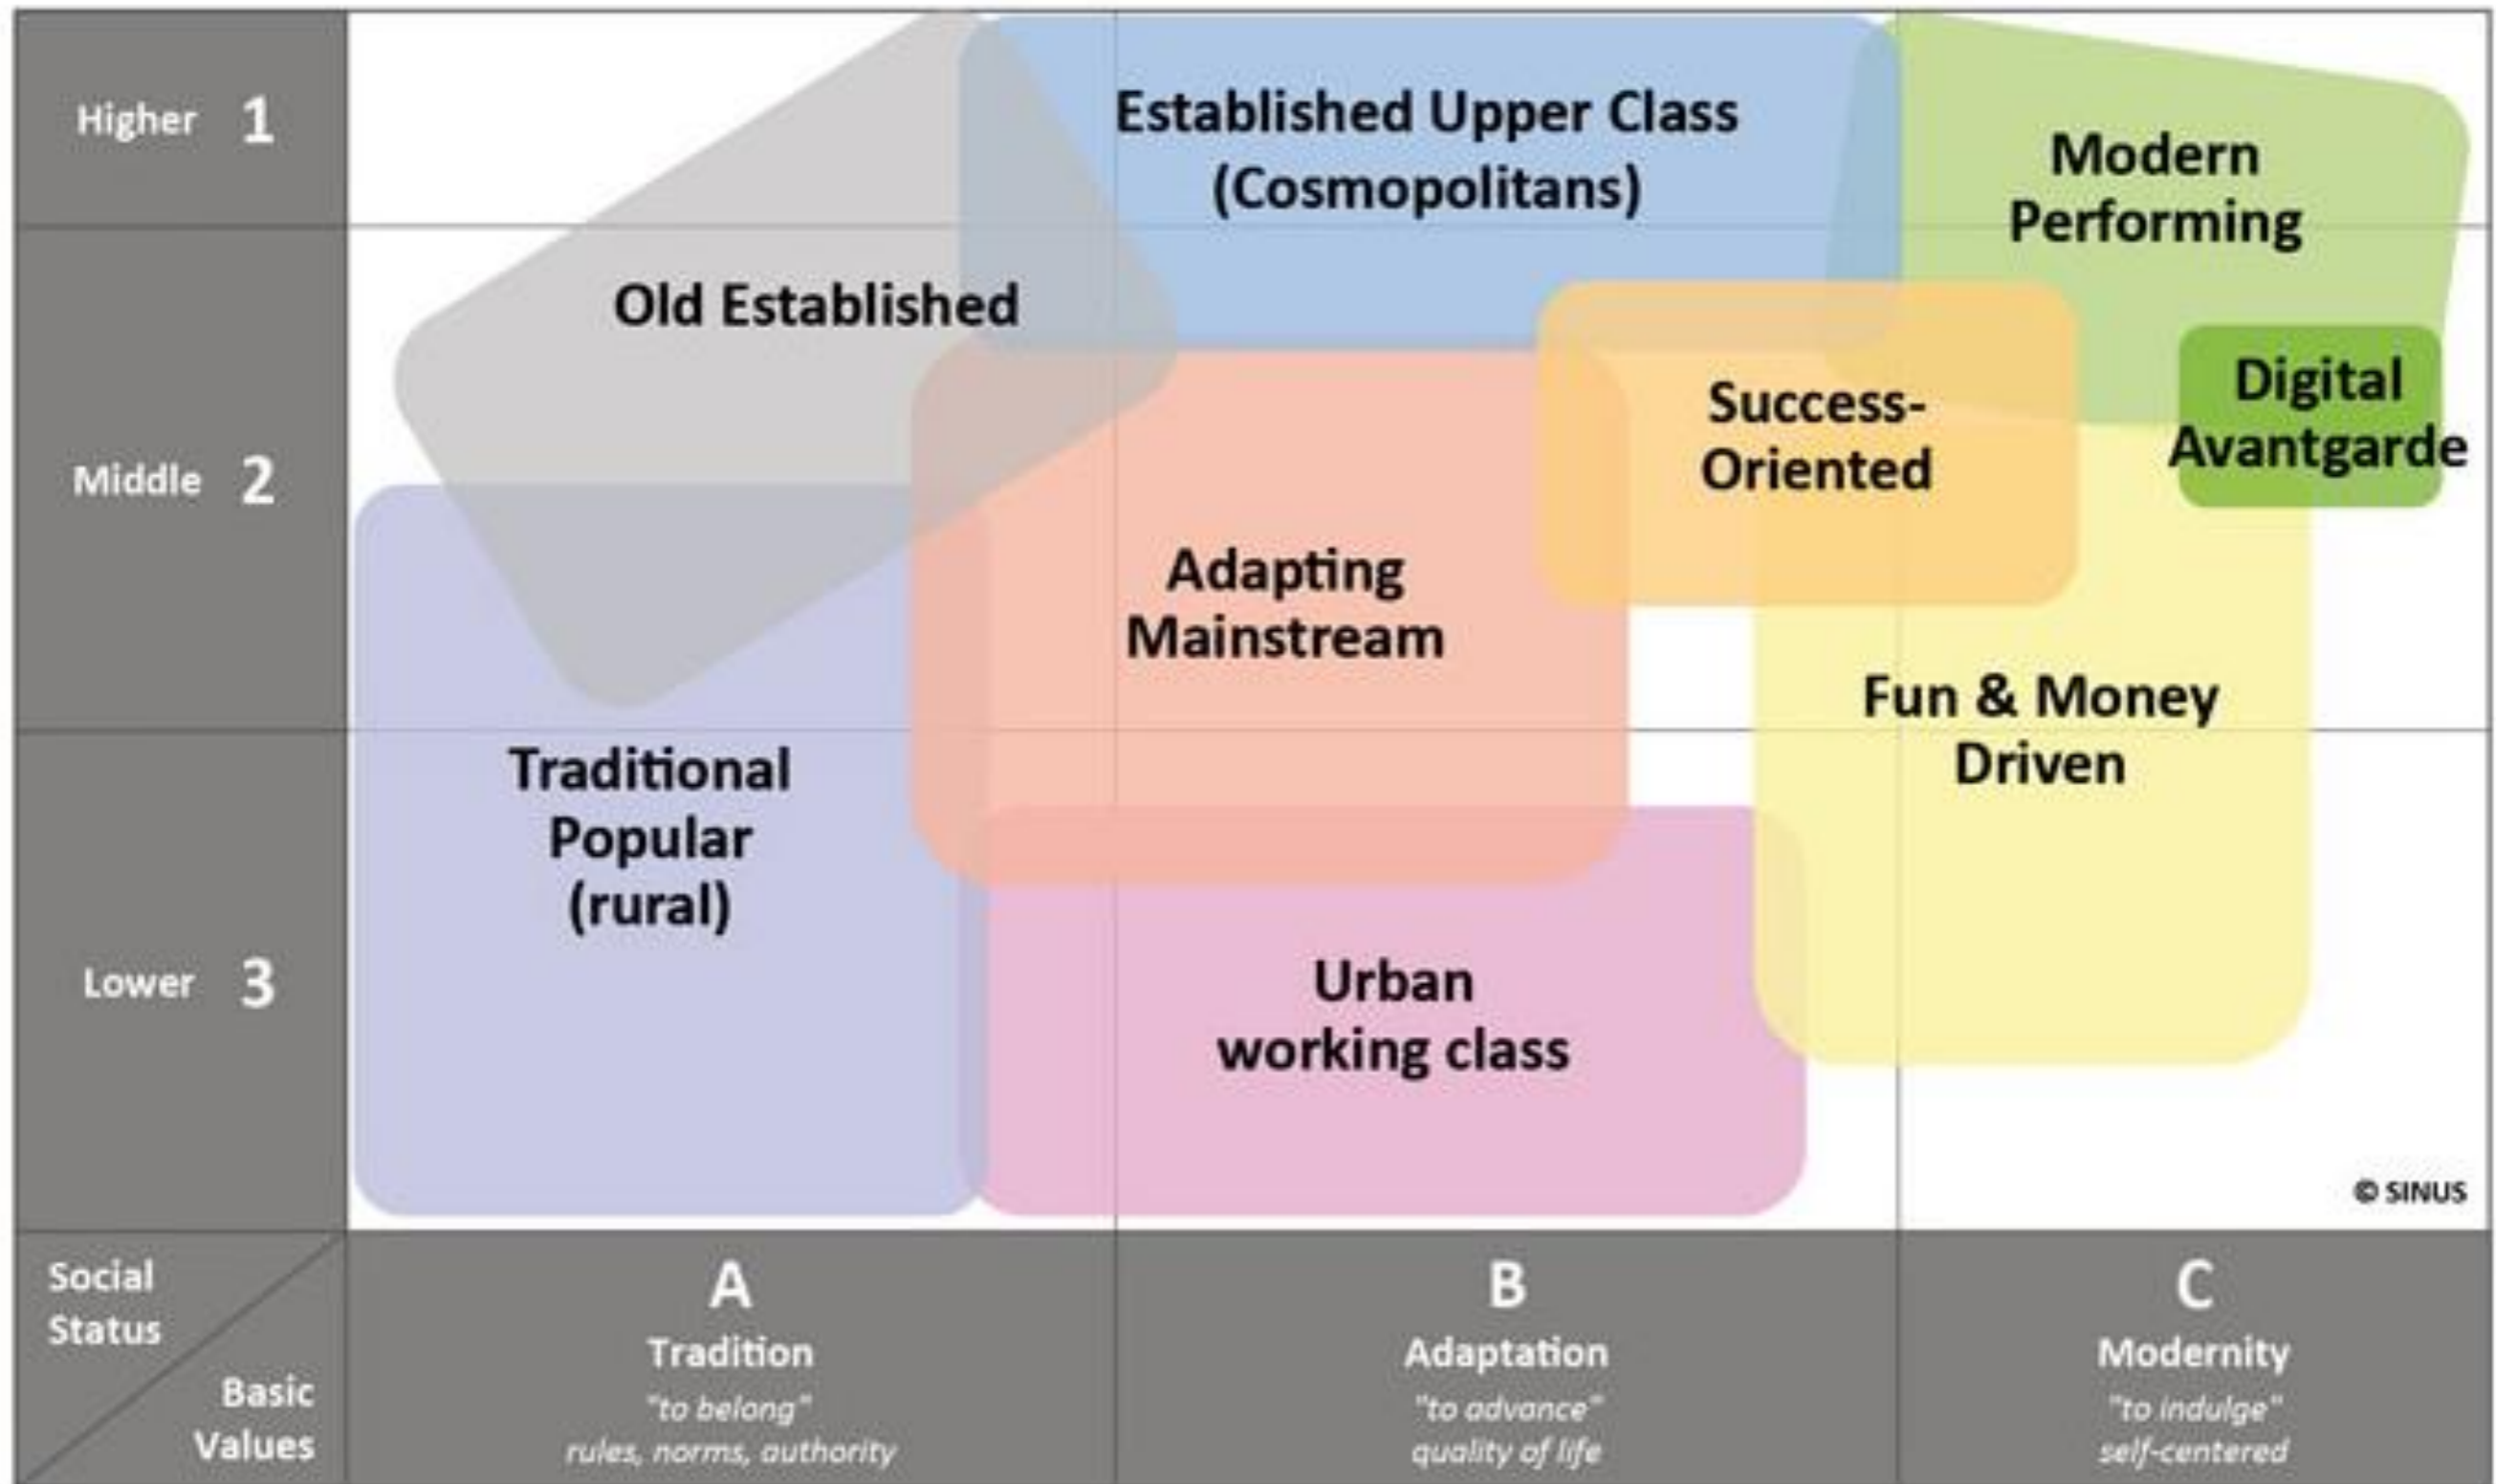 Higher 1
Established Upper Class
(Cosmopolitans)
Modern
Performing
Old Established
Middle 2
Success-
Oriented
Digital
Avantgarde
Adapting
Mainstream
Fun & Money
Driven
Traditional
Popular
(rural)
Lower 3
Urban
working class
© SINUS
Social
Status
Basic
Values
A
Tradition
"to belong"
rules, norms, authority
B
Adaptation
"to advance"
quality of life
C
Modernity
"to indulge"
self-centered